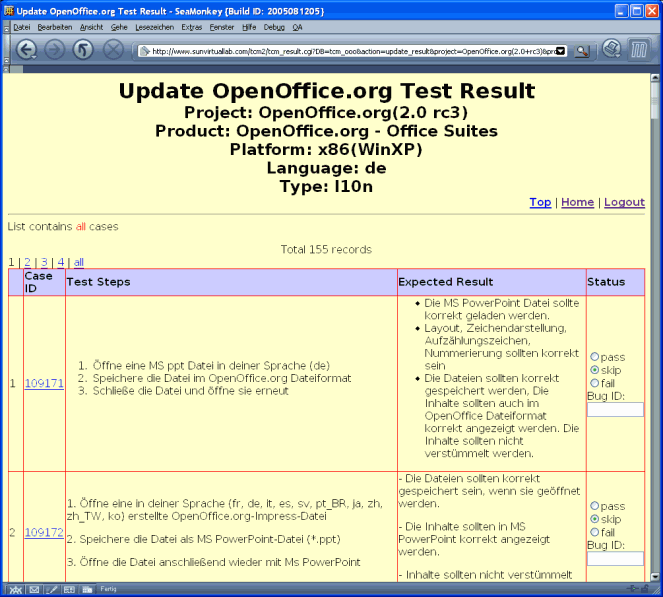 Update OpenOffice.org Test Result - SeaMonkey {Build ID: 2005081205}
Datei Bearbeiten Ansicht Gehe Lesezeichen Extras Fenster Hilfe Debug QA
http://www.sunvirtuallab.com/tcm2/tcm_result.cgi?DB=tcm_ooo&action=update_result&project=OpenOffice.org(2.0+rc3)&pro
Update OpenOffice.org Test Result
Project: OpenOffice.org(2.0 rc3)
Product: OpenOffice.org - Office Suites
Platform: x86(WinXP)
Language: de
Type: l10n
Top | Home | Logout
List contains all cases
Total 155 records
1 | 2 | 3 | 4 | all
Case ID
Test Steps
Expected Result
Status
1
109171
1. Öffne eine MS ppt Datei in deiner Sprache (de)
2. Speichere die Datei im OpenOffice.org Dateiformat
3. Schließe die Datei und öffne sie erneut
Die MS PowerPoint Datei sollte
korrekt geladen werden.
Layout, Zeichendarstellung,
Aufzählungszeichen,
Nummerierung sollten korrekt
sein
Die Dateien sollten korrekt
gespeichert werden, Die
Inhalte sollten auch im
OpenOffice Dateiformat
korrekt angezeigt werden. Die
Inhalte sollten nicht
verstümmelt werden.
pass
skip
fail
Bug ID:
2
109172
1. Öffne eine in deiner Sprache (fr, de, it, es, sv, pt_BR, ja, zh,
zh_TW, ko) erstellte OpenOffice.org-Impress-Datei
2. Speichere die Datei als MS PowerPoint-Datei (*.ppt)
3. Öffne die Datei anschließend wieder mit Ms PowerPoint
- Die Dateien sollten korrekt
gespeichert sein, wenn sie geöffnet
werden.
- Die Inhalte sollten in MS
PowerPoint korrekt angezeigt
werden.
- Inhalte sollten nicht verstümmelt
pass
skip
fail
Bug ID:
Fertig